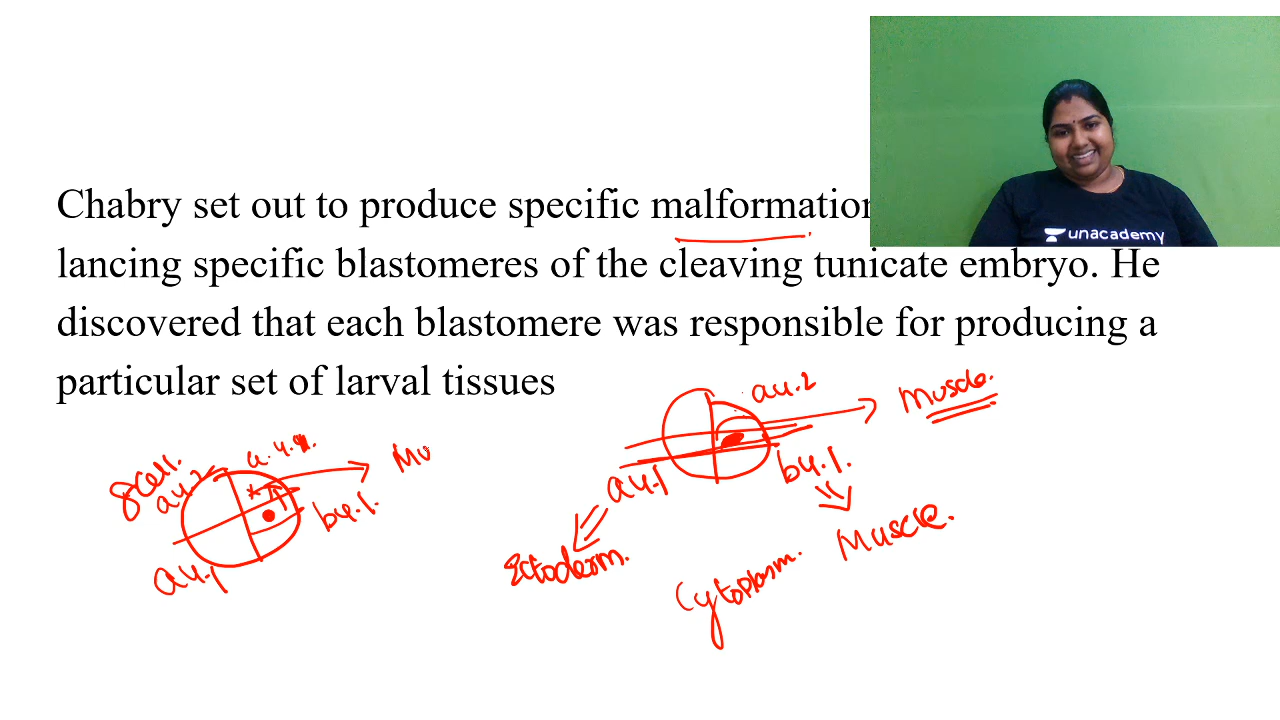 Chabry set out to produce specific malformation
unacademy
lancing specific blastomeres of the cleaving tunicate embryo. He
discovered that each blastomere was responsible for producing a
particular set of larval tissues
a4.2
Muscle.
8 cell.
a4.2
Mu
b4.1.
a4.1
b4.1.
a4.1
Muscle.
Ectoderm.
Cytoplasm.